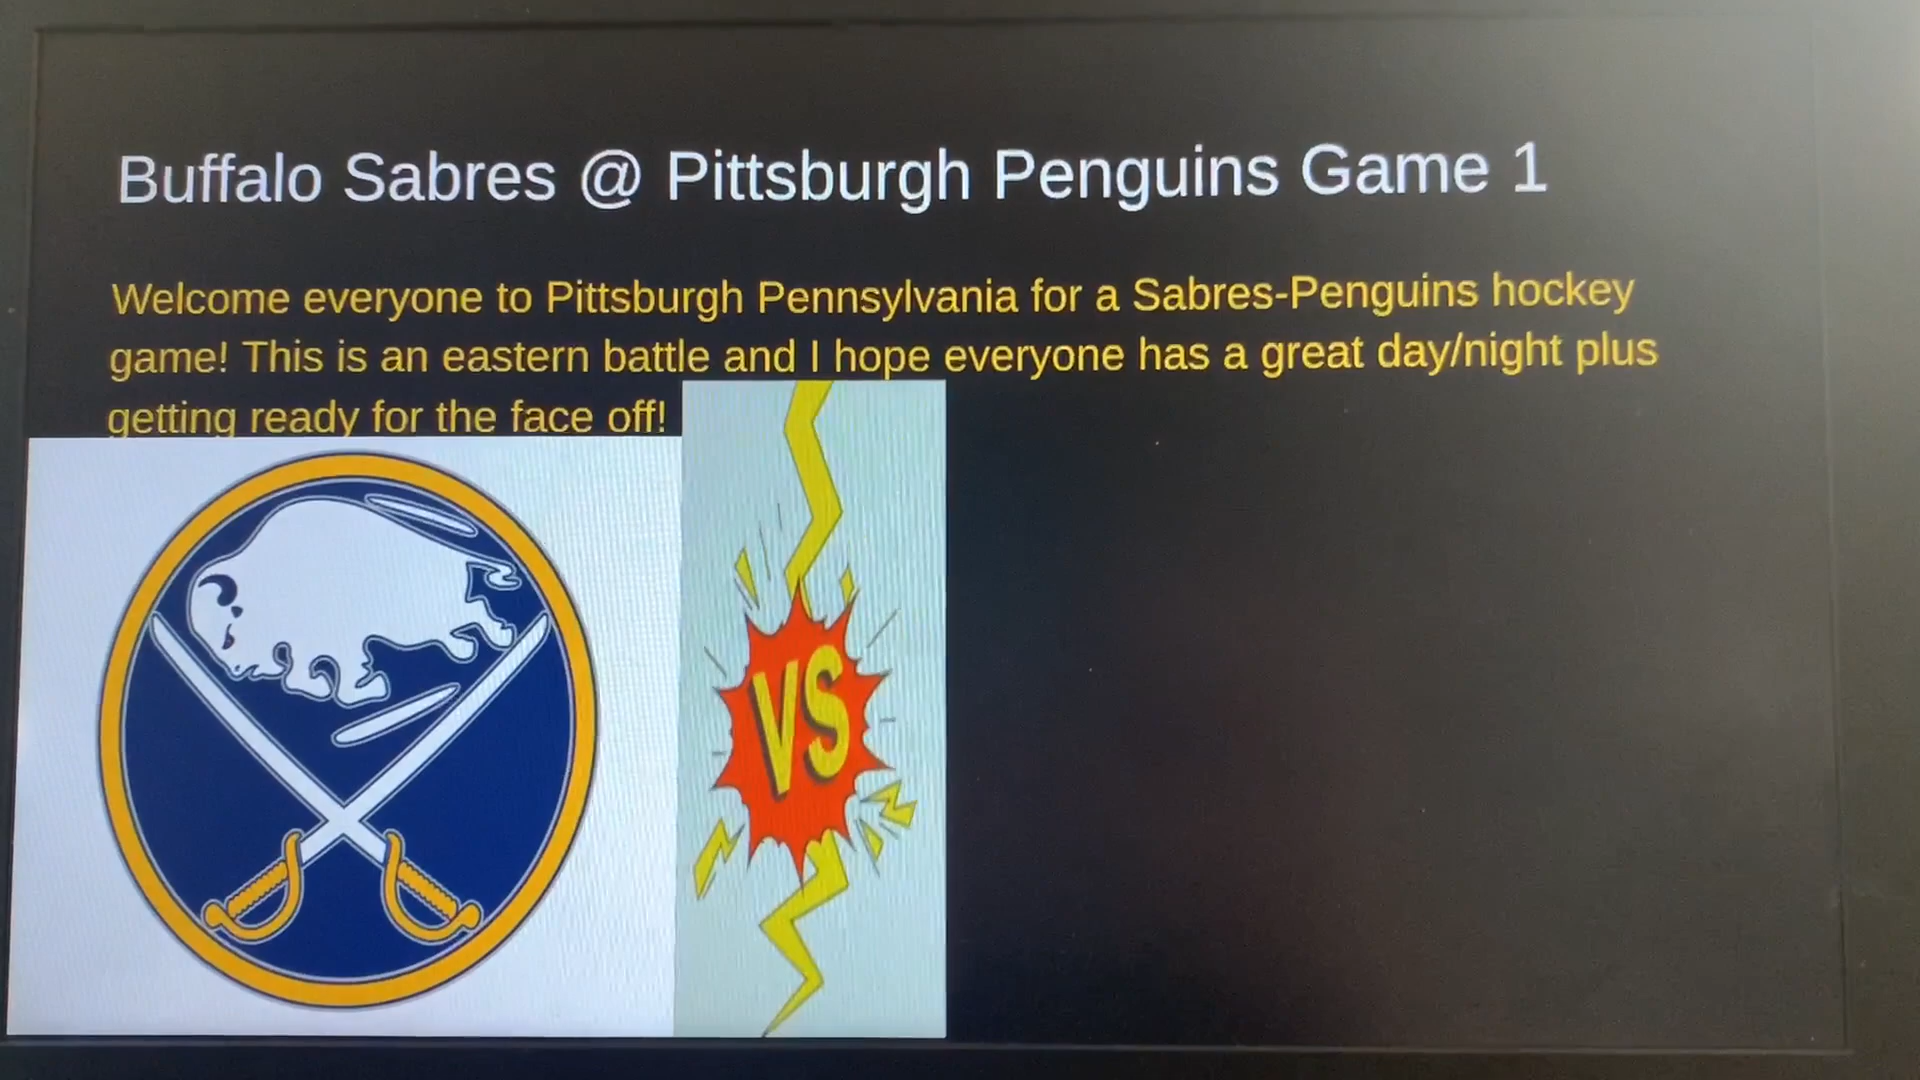 Buffalo Sabres @ Pittsburgh Penguins Game 1
Welcome everyone to Pittsburgh Pennsylvania for a Sabres-Penguins hockey
game! This is an eastern battle and I hope everyone has a great day/night plus
getting ready for the face off!
VS